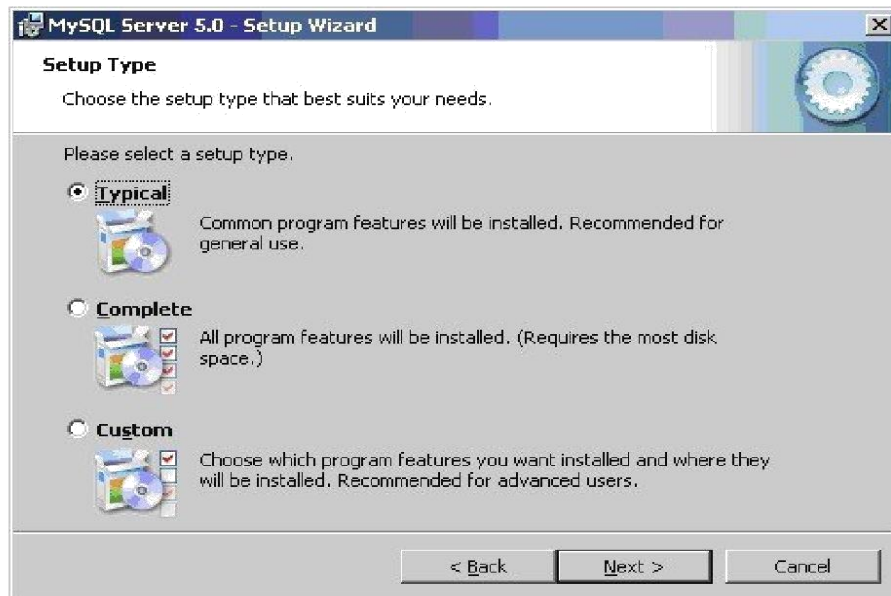 MySQL Server 5.0 - Setup Wizard
Setup Type
Choose the setup type that best suits your needs.
Please select a setup type.
Typical
Common program features will be installed. Recommended for
general use.
Complete
All program features will be installed. (Requires the most disk
space.)
Custom
Choose which program features you want installed and where they
will be installed. Recommended for advanced users.
< Back
Next >
Cancel